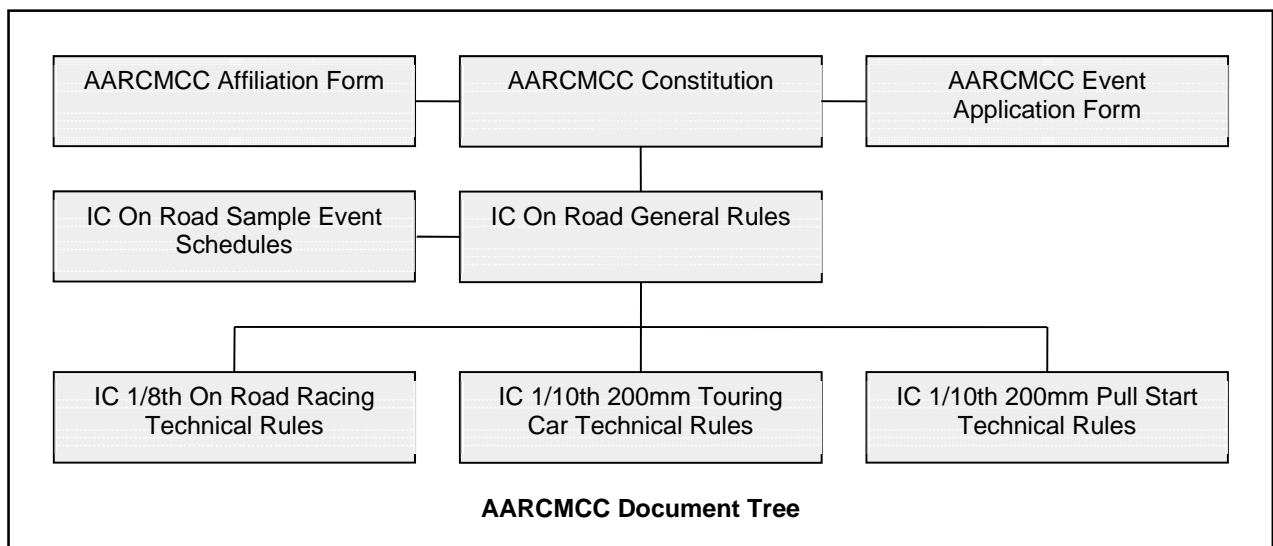 AARCMCC Affiliation Form
AARCMCC Constitution
AARCMCC Event
Application Form
IC On Road Sample Event
Schedules
IC On Road General Rules
IC 1/8th On Road Racing
Technical Rules
IC 1/10th 200mm Touring
Car Technical Rules
IC 1/10th 200mm Pull Start
Technical Rules
AARCMCC Document Tree